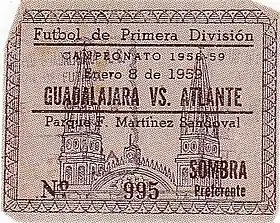 Futbol de Primera División
CAMPEONATO 1958-59
Enero 8 de 1959
GUADALAJARA VS. ATLANTE
Parque F. Martínez Sandoval
SOMBRA
Preferente
Nº 995